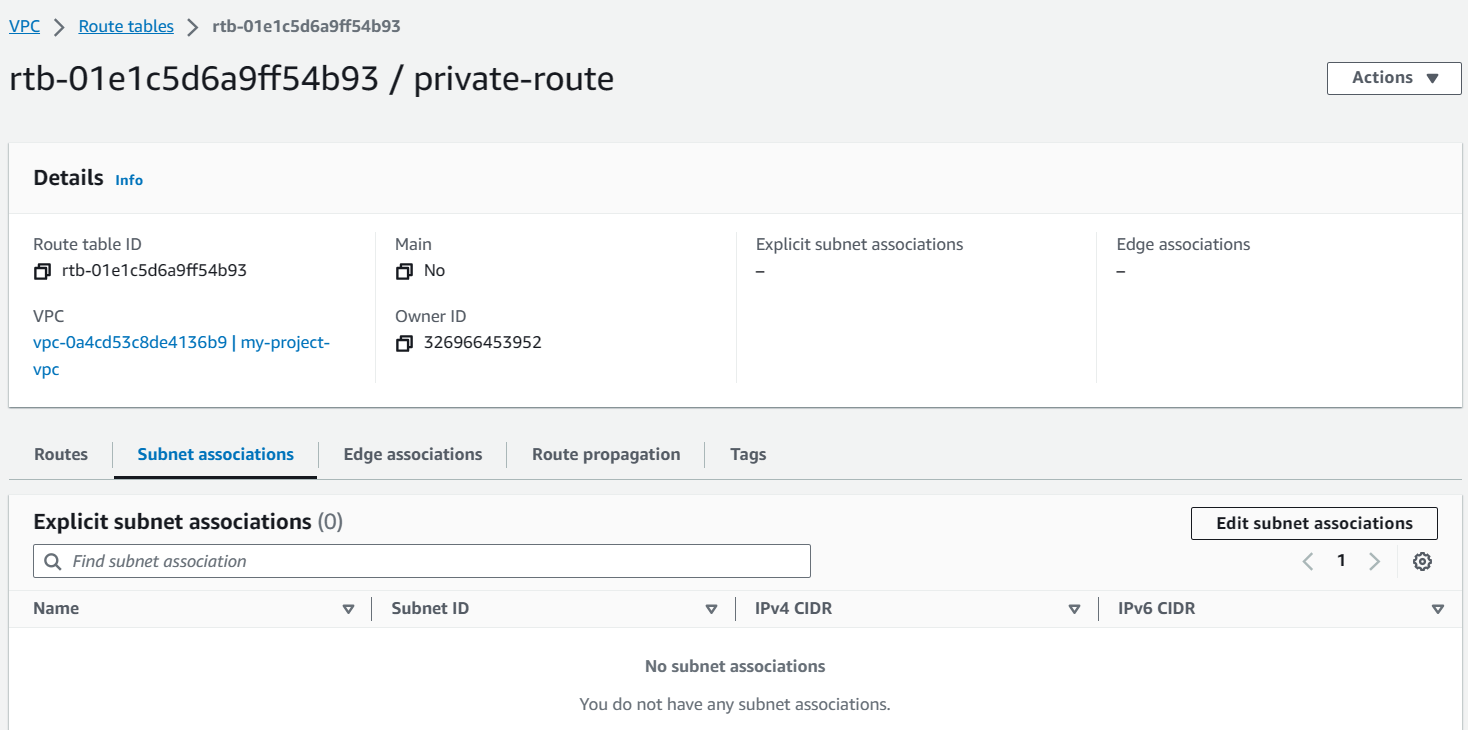 VPC > Route tables > rtb-01e1c5d6a9ff54b93
rtb-01e1c5d6a9ff54b93 / private-route
Actions
Details Info
Route table ID
rtb-01e1c5d6a9ff54b93
Main
No
Explicit subnet associations
–
Edge associations
–
VPC
vpc-0a4cd53c8de4136b9 | my-project-
vpc
Owner ID
326966453952
Routes
Subnet associations
Edge associations
Route propagation
Tags
Explicit subnet associations (0)
Edit subnet associations
Find subnet association
1
Name
Subnet ID
IPv4 CIDR
IPv6 CIDR
No subnet associations
You do not have any subnet associations.